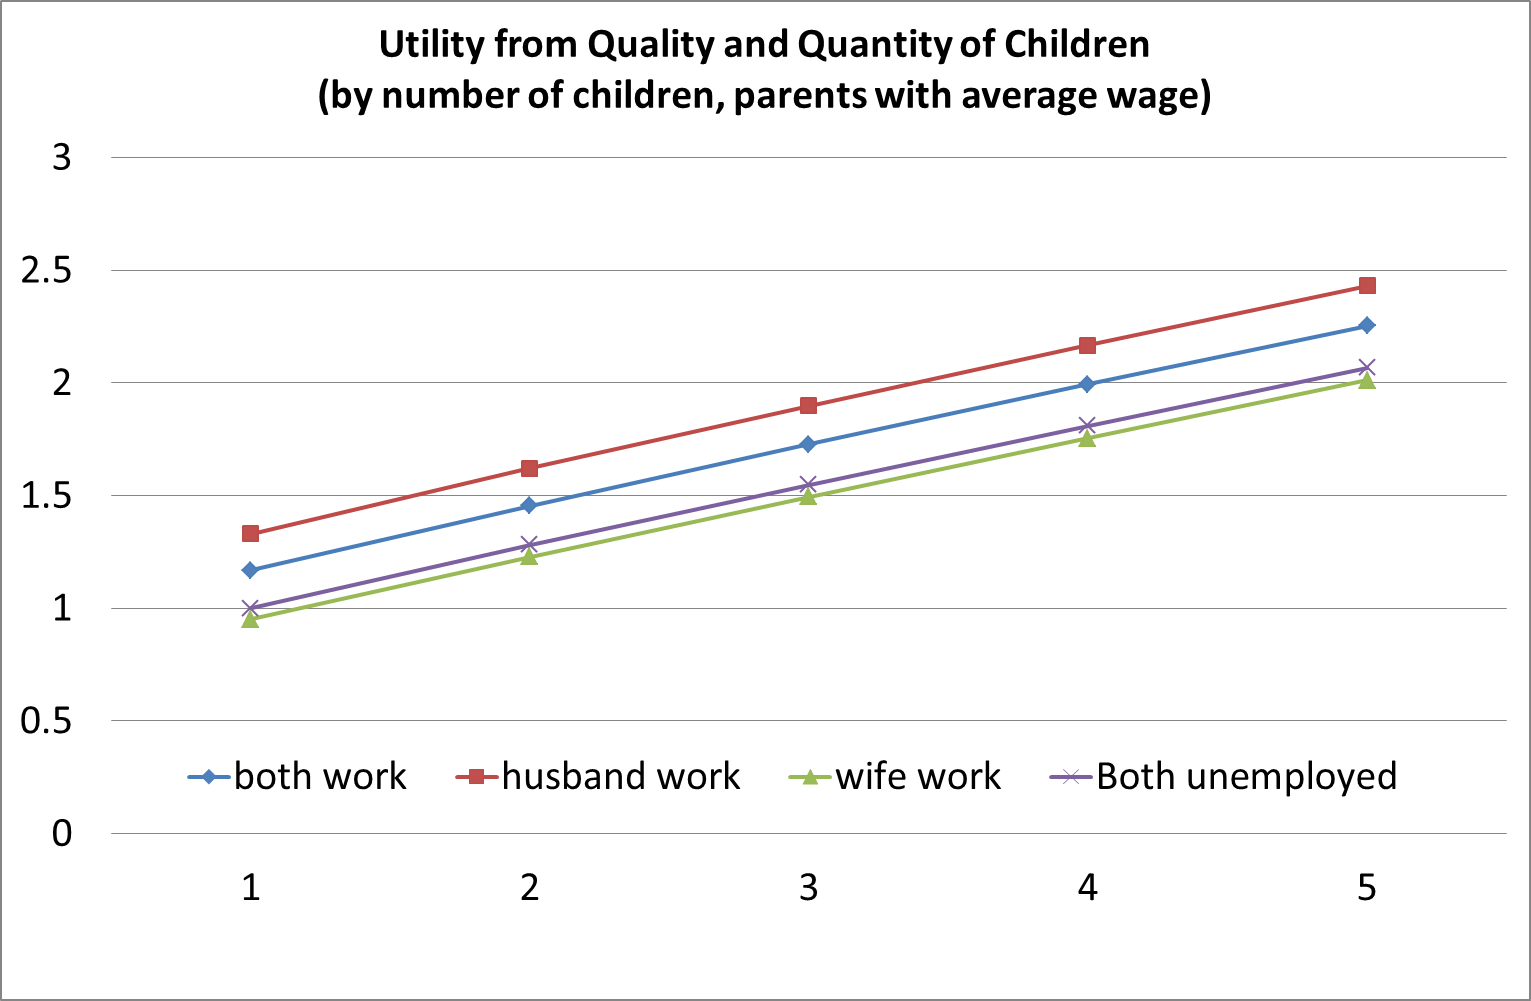 Utility from Quality and Quantity of Children
(by number of children, parents with average wage)
3
2.5
2
1.5
1
0.5
both work husband work wife work Both unemployed
0
1 2 3 4 5